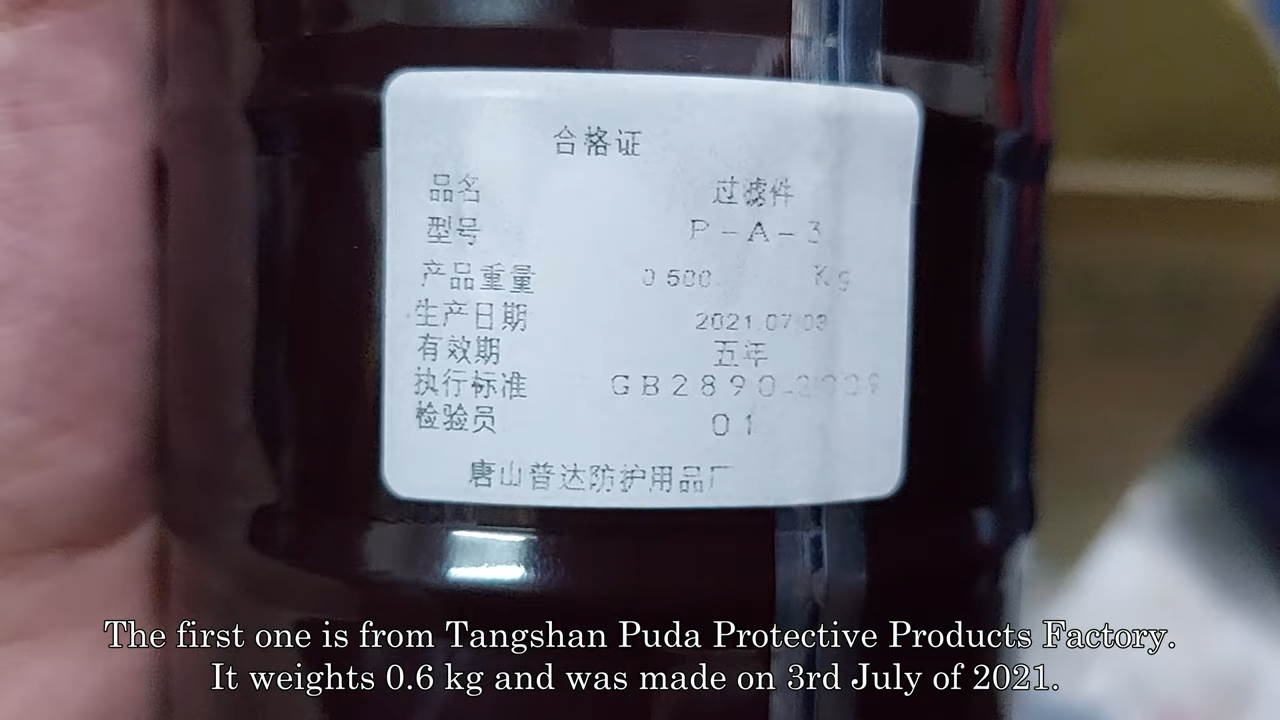 合格证
品名 过滤件
型号 P-A-3
产品重量 0.500 Kg
生产日期 2021.07.03
有效期 五年
执行标准 GB2890-2009
检验员 01
唐山普达防护用品厂
The first one is from Tangshan Puda Protective Products Factory.
It weights 0.6 kg and was made on 3rd July of 2021.